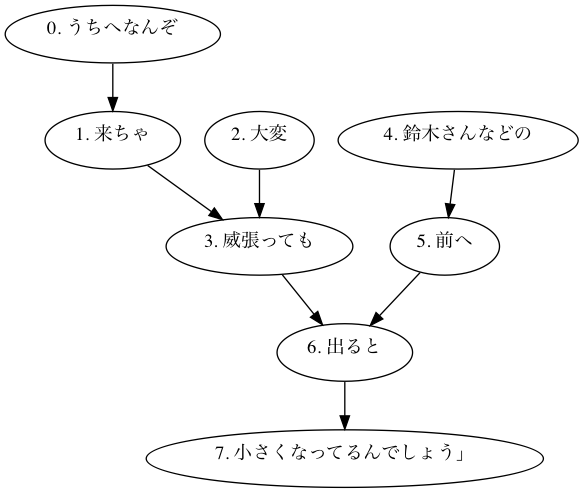 0. うちへなんぞ
1. 来ちゃ
2. 大変
4. 鈴木さんなどの
3. 威張っても
5. 前へ
6. 出ると
7. 小さくなってるんでしょう」